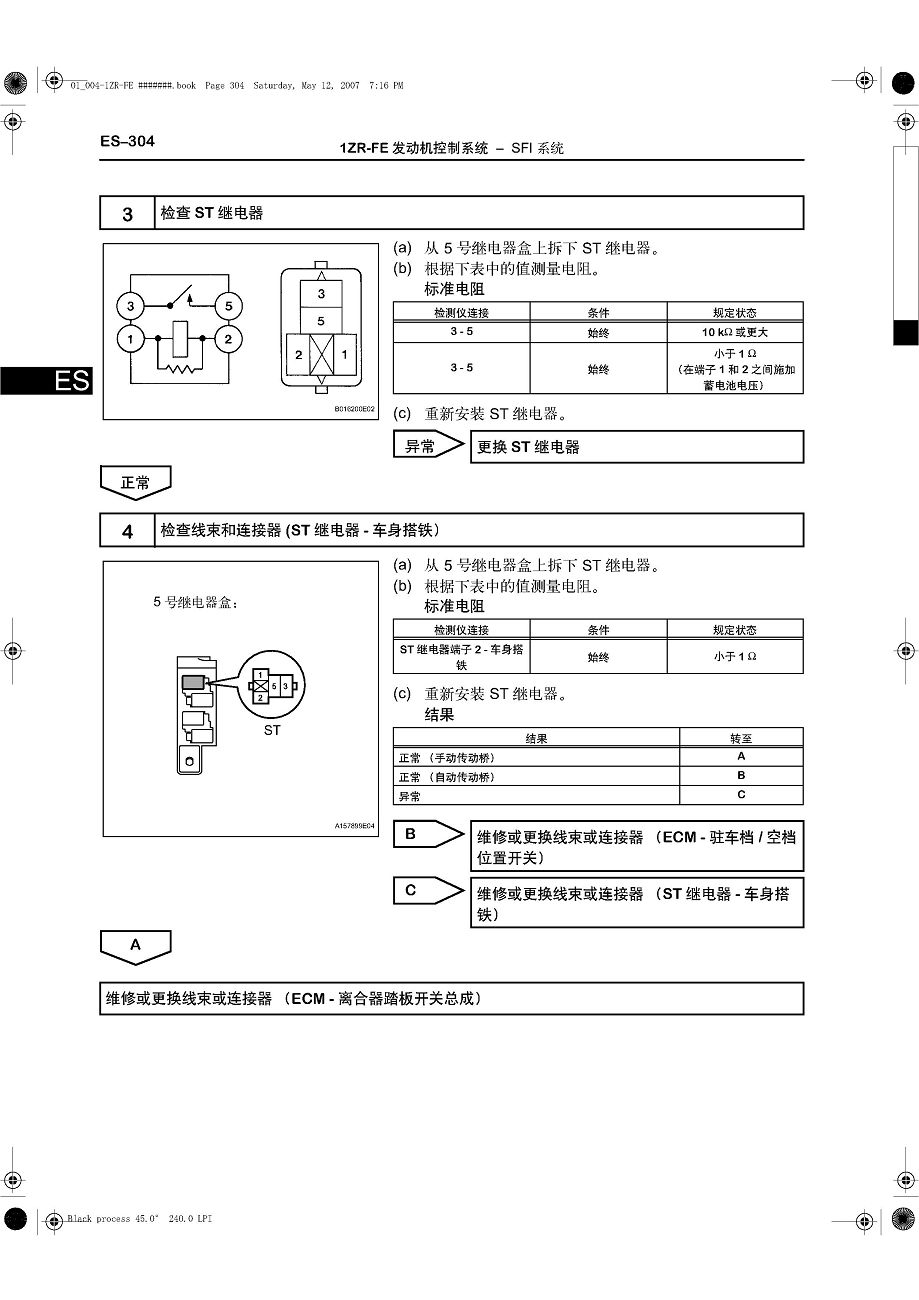 01_004-1ZR-FE #######.book Page 304 Saturday, May 12, 2007 7:16 PM
ES–304
1ZR-FE 发动机控制系统 – SFI 系统
3 检查 ST 继电器
3
5
1
2
3
5
2
1
B016200E02
(a) 从 5 号继电器盒上拆下 ST 继电器。
(b) 根据下表中的值测量电阻。
标准电阻
检测仪连接 条件 规定状态
3 - 5 始终 10 kΩ 或更大
3 - 5 始终 小于 1 Ω
(在端子 1 和 2 之间施加
蓄电池电压)
(c) 重新安装 ST 继电器。
异常 更换 ST 继电器
ES
正常
4 检查线束和连接器 (ST 继电器 - 车身搭铁)
5 号继电器盒:
1
5 3
2
ST
A157899E04
(a) 从 5 号继电器盒上拆下 ST 继电器。
(b) 根据下表中的值测量电阻。
标准电阻
检测仪连接 条件 规定状态
ST 继电器端子 2 - 车身搭
铁 始终 小于 1 Ω
(c) 重新安装 ST 继电器。
结果
结果 转至
正常 (手动传动桥) A
正常 (自动传动桥) B
异常 C
B 维修或更换线束或连接器 (ECM - 驻车档 / 空档
位置开关)
C 维修或更换线束或连接器 (ST 继电器 - 车身搭
铁)
A
维修或更换线束或连接器 (ECM - 离合器踏板开关总成)
Black process 45.0° 240.0 LPI